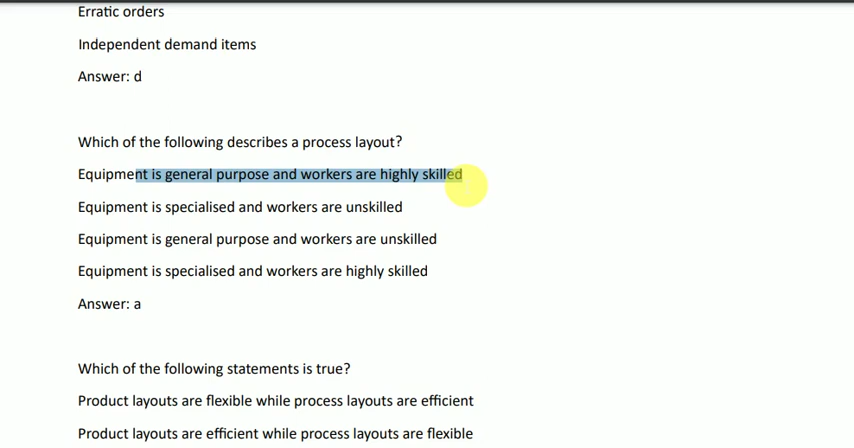 Erratic orders
Independent demand items
Answer: d
Which of the following describes a process layout?
Equipment is general purpose and workers are highly skilled
Equipment is specialised and workers are unskilled
Equipment is general purpose and workers are unskilled
Equipment is specialised and workers are highly skilled
Answer: a
Which of the following statements is true?
Product layouts are flexible while process layouts are efficient
Product layouts are efficient while process layouts are flexible